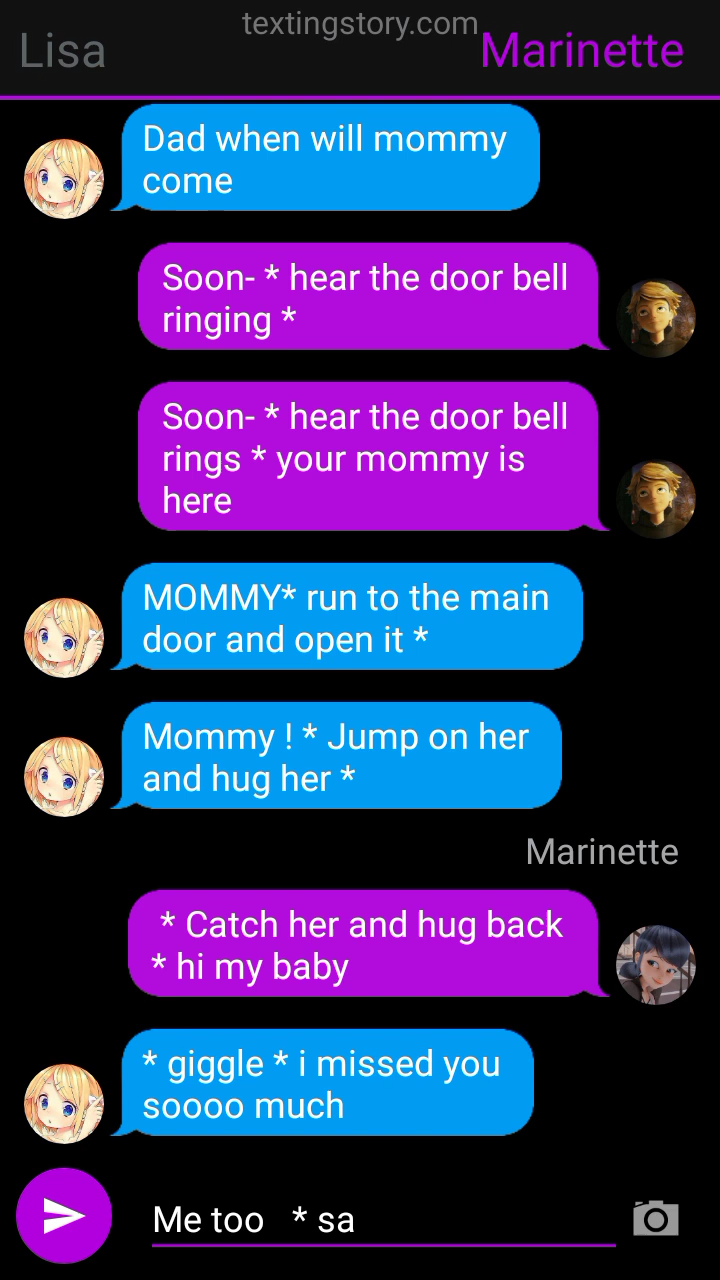 textingstory.com
Lisa
Marinette
Dad when will mommy
come
Soon- * hear the door bell
ringing *
Soon- * hear the door bell
rings * your mommy is
here
MOMMY* run to the main
door and open it *
Mommy ! * Jump on her
and hug her *
Marinette
* Catch her and hug back
* hi my baby
* giggle * i missed you
soooo much
Me too   * sa